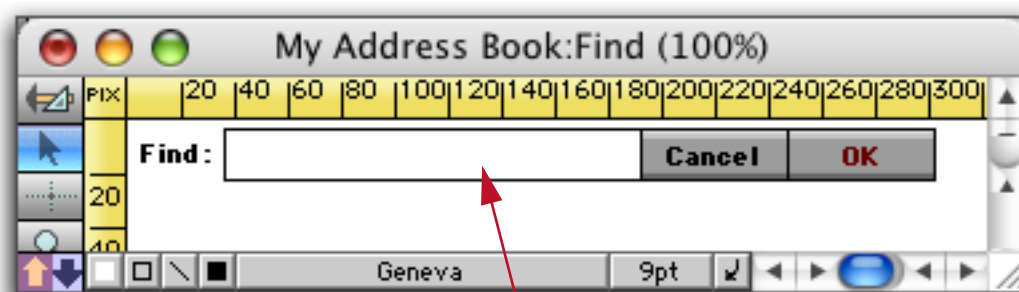 My Address Book:Find (100%)
PIX 20 40 60 80 100 120 140 160 180 200 220 240 260 280 300
Find: Cancel OK
20
40
Geneva 9pt